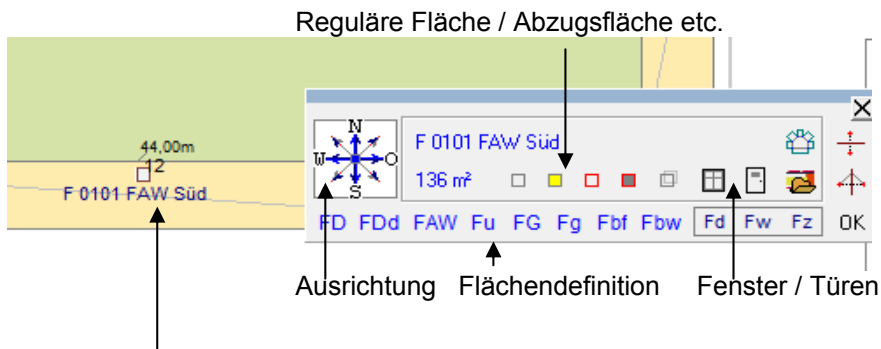 Reguläre Fläche / Abzugsfläche etc.
44,00m
12
F 0101 FAW Süd
N
W O
S
F 0101 FAW Süd
136 m²
FD FDd FAW Fu FG Fg Fbf Fbw Fd Fw Fz OK
Ausrichtung Flächendefinition Fenster / Türen